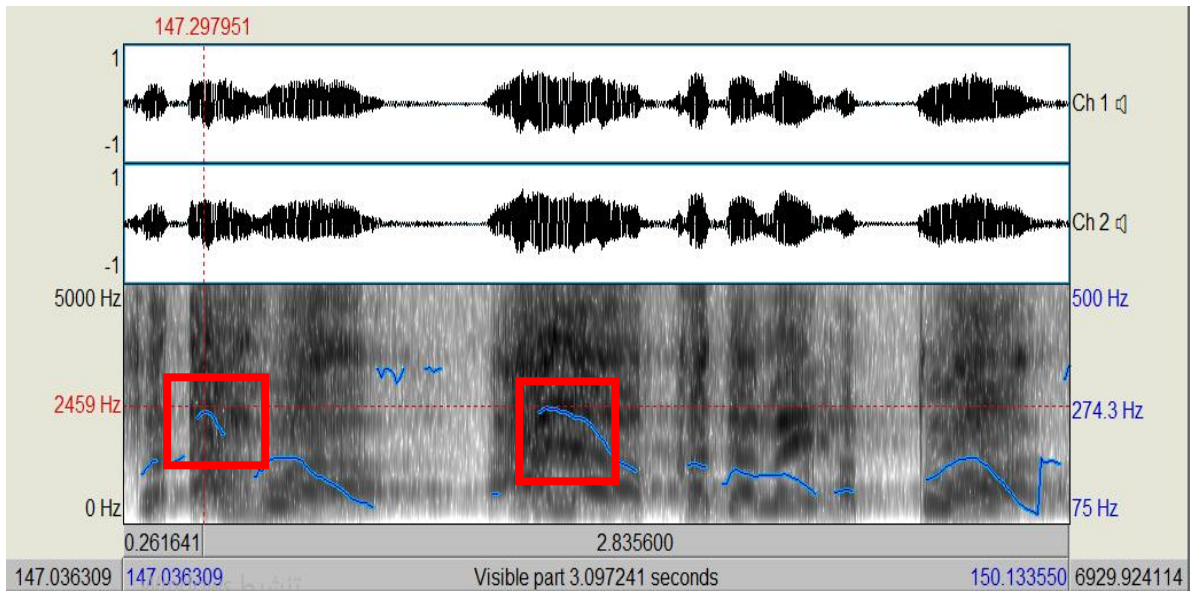 147.297951
1
-1
Ch 1
1
-1
Ch 2
5000 Hz
2459 Hz
0 Hz
500 Hz
274.3 Hz
75 Hz
0.261641 2.835600
147.036309 147.036309 Visible part 3.097241 seconds 150.133550 6929.924114